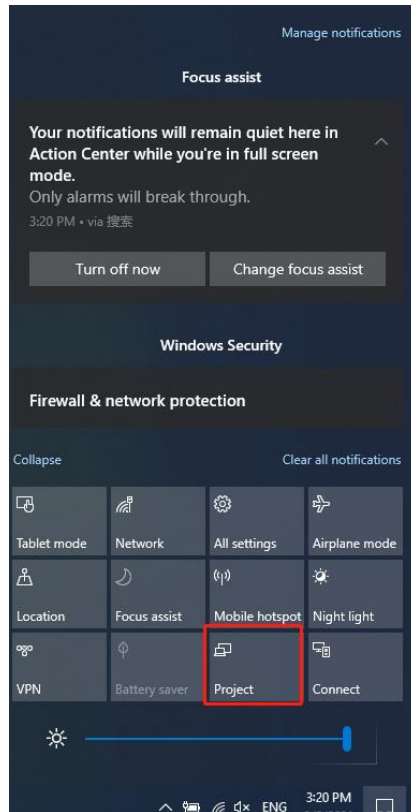 Manage notifications
Focus assist
Your notifications will remain quiet here in
Action Center while you're in full screen
mode.
Only alarms will break through.
3:20 PM • via 搜索
Turn off now Change focus assist
Windows Security
Firewall & network protection
Collapse Clear all notifications
Tablet mode Network All settings Airplane mode
Location Focus assist Mobile hotspot Night light
VPN Battery saver Project Connect
ENG 3:20 PM